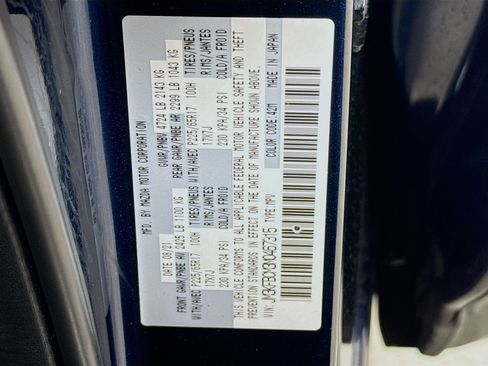 MFD. BY MAZDA MOTOR CORPORATION
DATE 08/21 GVWR/PNBV 4724 LB 2143 KG
FRONT GAWR/PNBE AV 2425 LB 1100 KG REAR GAWR/PNBE AR 2299 LB 1043 KG
WITH/AVEC P225/65R17 100H TIRES/PNEUS WITH/AVEC P225/65R17 100H TIRES/PNEUS
17X7J RIMS/JANTES 17X7J RIMS/JANTES
230 KPA/34 PSI COLD/A FROID 230 KPA/34 PSI COLD/A FROID
THIS VEHICLE CONFORMS TO ALL APPLICABLE FEDERAL MOTOR VEHICLE SAFETY AND THEFT
PREVENTION STANDARDS IN EFFECT ON THE DATE OF MANUFACTURE SHOWN ABOVE.
VIN: TYPE: MPV COLOR CODE: 42M MADE IN JAPAN